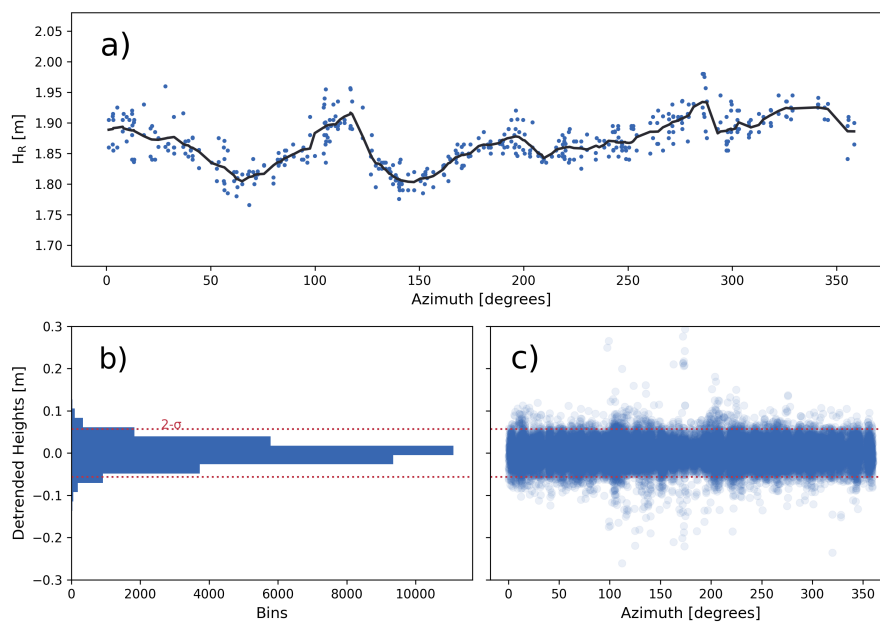 a)
2.05
2.00
1.95
1.90
1.85
1.80
1.75
1.70
H_R [m]
0 50 100 150 200 250 300 350
Azimuth [degrees]
b)
2-σ
0.3
0.2
0.1
0.0
−0.1
−0.2
−0.3
Detrended Heights [m]
0 2000 4000 6000 8000 10000
Bins
c)
0 50 100 150 200 250 300 350
Azimuth [degrees]